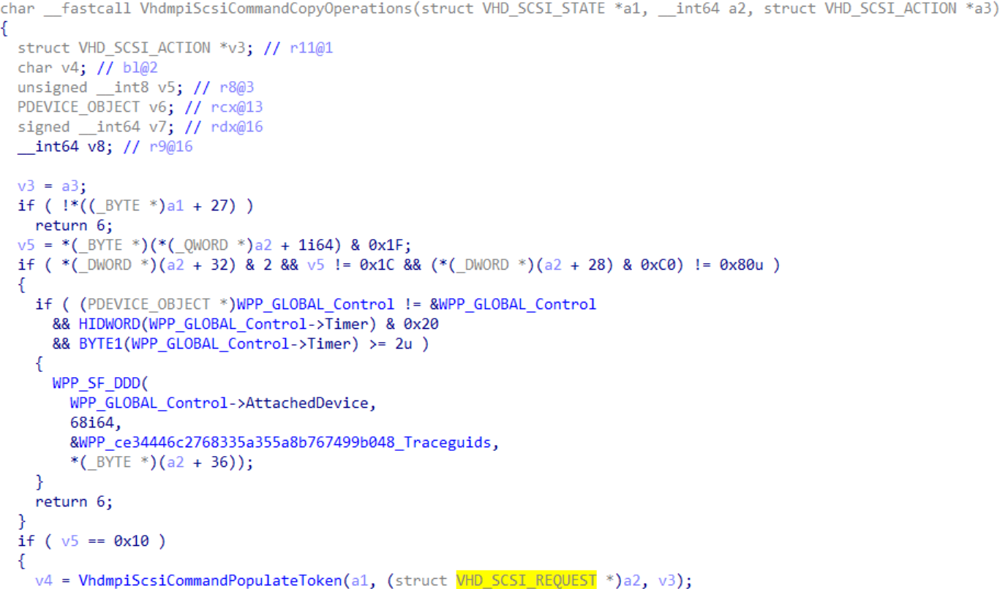 char __fastcall VhdmpiScsiCommandCopyOperations(struct VHD_SCSI_STATE *a1, __int64 a2, struct VHD_SCSI_ACTION *a3)
{
  struct VHD_SCSI_ACTION *v3; // r11@1
  char v4; // bl@2
  unsigned __int8 v5; // r8@3
  PDEVICE_OBJECT v6; // rcx@13
  signed __int64 v7; // rdx@16
  __int64 v8; // r9@16

  v3 = a3;
  if ( !*((_BYTE *)a1 + 27) )
    return 6;
  v5 = *(_BYTE *)(*(_QWORD *)a2 + 1i64) & 0x1F;
  if ( *(_DWORD *)(a2 + 32) & 2 && v5 != 0x1C && (*(_DWORD *)(a2 + 28) & 0xC0) != 0x80u )
  {
    if ( (PDEVICE_OBJECT *)WPP_GLOBAL_Control != &WPP_GLOBAL_Control
      && HIDWORD(WPP_GLOBAL_Control->Timer) & 0x20
      && BYTE1(WPP_GLOBAL_Control->Timer) >= 2u )
    {
      WPP_SF_DDD(
        WPP_GLOBAL_Control->AttachedDevice,
        68i64,
        &WPP_ce34446c2768335a355a8b767499b048_Traceguids,
        *(_BYTE *)(a2 + 36));
    }
    return 6;
  }
  if ( v5 == 0x10 )
  {
    v4 = VhdmpiScsiCommandPopulateToken(a1, (struct VHD_SCSI_REQUEST *)a2, v3);